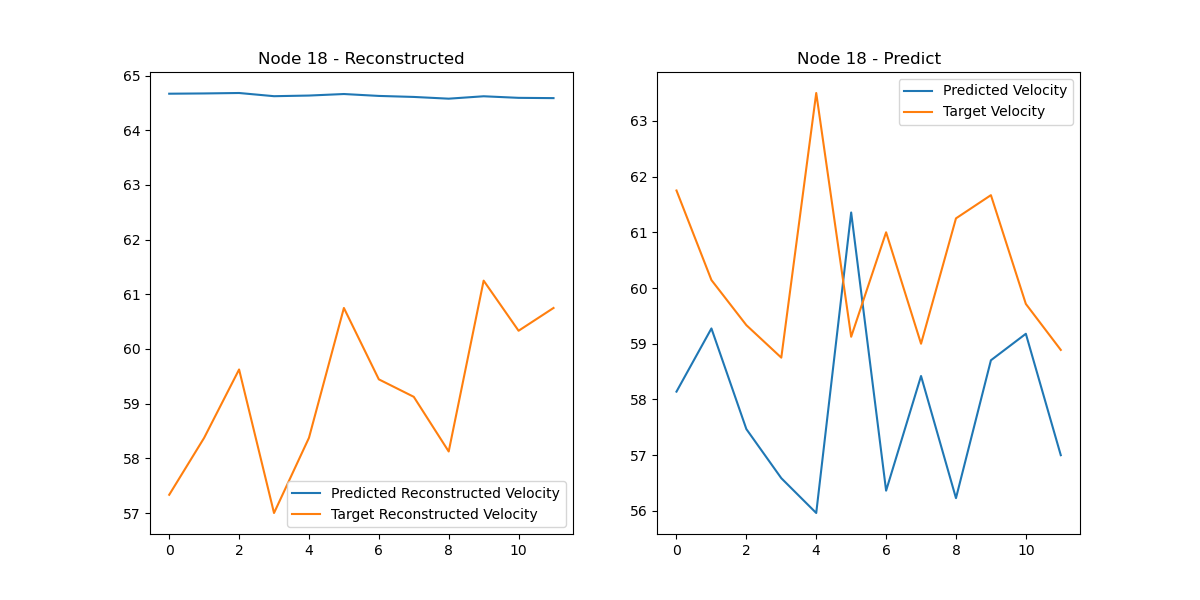 Node 18 - Reconstructed
65
64
63
62
61
60
59
58
57
0 2 4 6 8 10
Predicted Reconstructed Velocity
Target Reconstructed Velocity
Node 18 - Predict
63
62
61
60
59
58
57
56
0 2 4 6 8 10
Predicted Velocity
Target Velocity